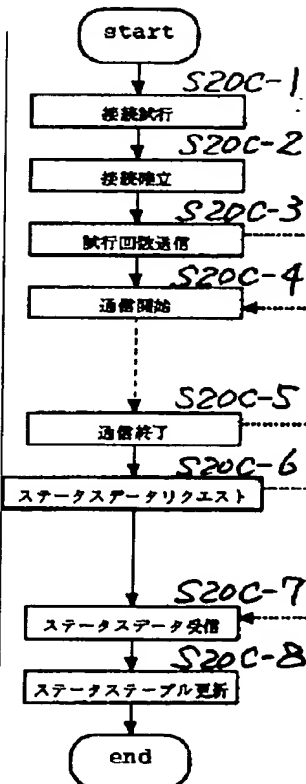 start
S20C-1
接続試行
S20C-2
接続確立
S20C-3
試行回数送信
S20C-4
通信開始
S20C-5
通信終了
S20C-6
ステータスデータリクエスト
S20C-7
ステータスデータ受信
S20C-8
ステータステーブル更新
end